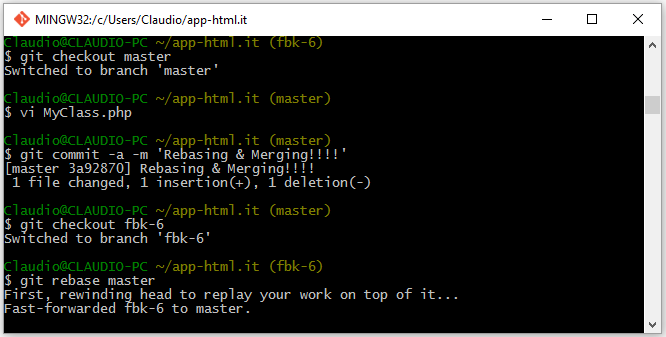 MINGW32:/c/Users/Claudio/app-html.it
Claudio@CLAUDIO-PC ~/app-html.it (fbk-6)
$ git checkout master
Switched to branch 'master'
Claudio@CLAUDIO-PC ~/app-html.it (master)
$ vi MyClass.php
Claudio@CLAUDIO-PC ~/app-html.it (master)
$ git commit -a -m 'Rebasing & Merging!!!!'
[master 3a92870] Rebasing & Merging!!!!
1 file changed, 1 insertion(+), 1 deletion(-)
Claudio@CLAUDIO-PC ~/app-html.it (master)
$ git checkout fbk-6
Switched to branch 'fbk-6'
Claudio@CLAUDIO-PC ~/app-html.it (fbk-6)
$ git rebase master
First, rewinding head to replay your work on top of it...
Fast-forwarded fbk-6 to master.